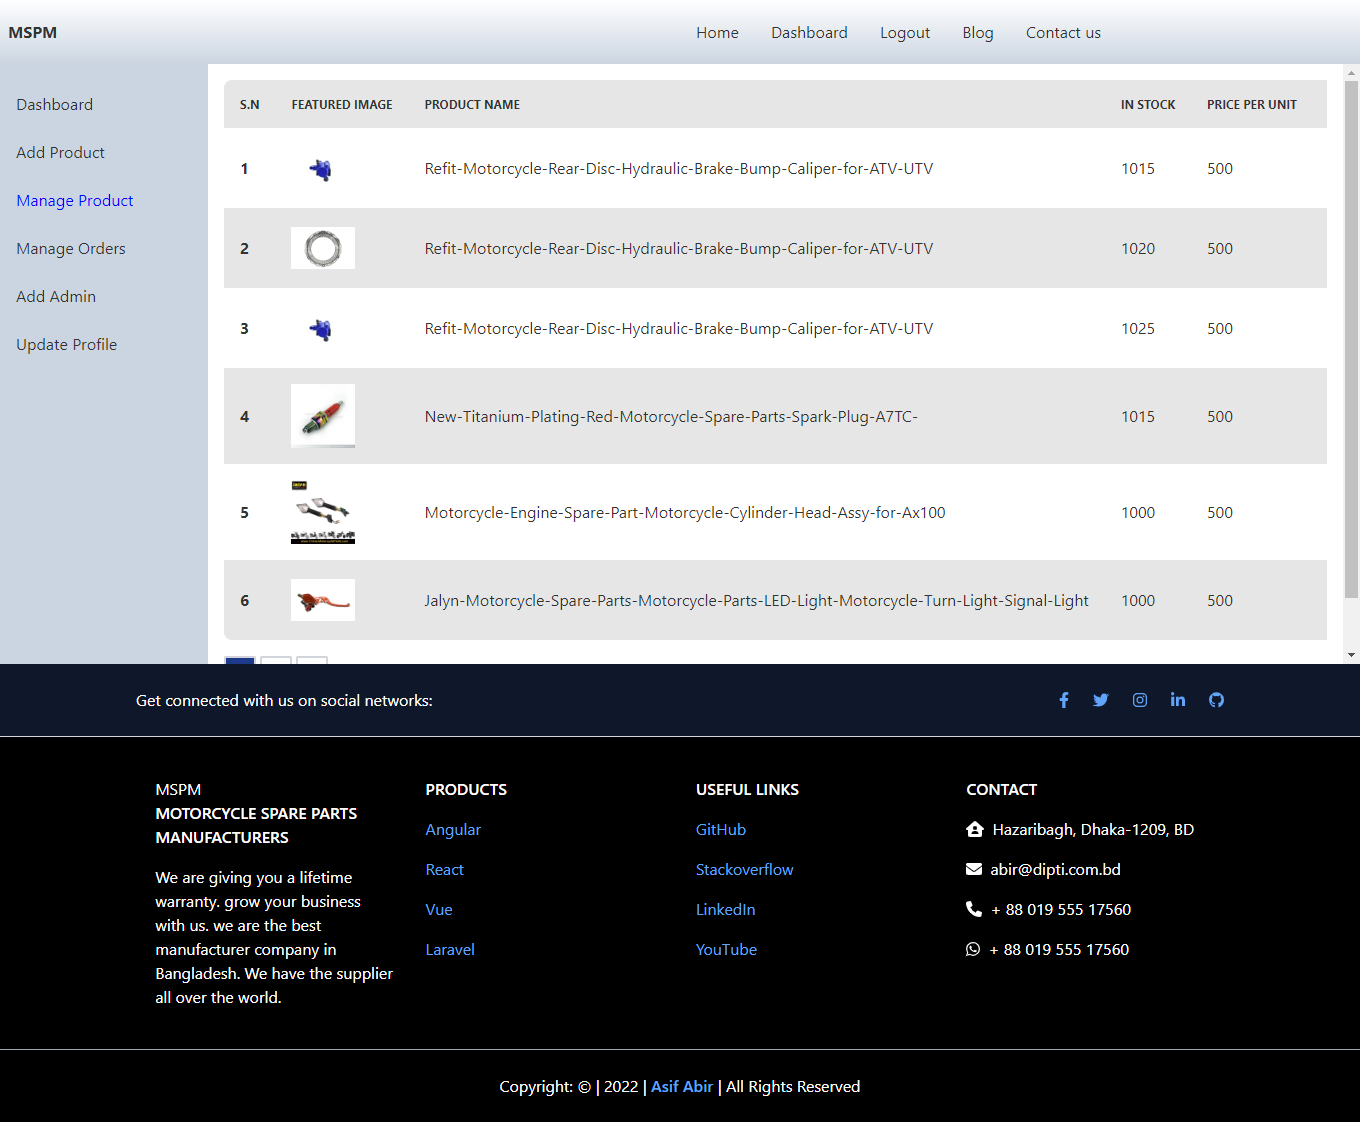 MSPM
Home Dashboard Logout Blog Contact us
Dashboard
Add Product
Manage Product
Manage Orders
Add Admin
Update Profile
S.N FEATURED IMAGE PRODUCT NAME IN STOCK PRICE PER UNIT
1 Refit-Motorcycle-Rear-Disc-Hydraulic-Brake-Bump-Caliper-for-ATV-UTV 1015 500
2 Refit-Motorcycle-Rear-Disc-Hydraulic-Brake-Bump-Caliper-for-ATV-UTV 1020 500
3 Refit-Motorcycle-Rear-Disc-Hydraulic-Brake-Bump-Caliper-for-ATV-UTV 1025 500
4 New-Titanium-Plating-Red-Motorcycle-Spare-Parts-Spark-Plug-A7TC- 1015 500
5 Motorcycle-Engine-Spare-Part-Motorcycle-Cylinder-Head-Assy-for-Ax100 1000 500
6 Jalyn-Motorcycle-Spare-Parts-Motorcycle-Parts-LED-Light-Motorcycle-Turn-Light-Signal-Light 1000 500
Get connected with us on social networks:
MSPM
MOTORCYCLE SPARE PARTS
MANUFACTURERS
We are giving you a lifetime
warranty. grow your business
with us. we are the best
manufacturer company in
Bangladesh. We have the supplier
all over the world.
PRODUCTS
Angular
React
Vue
Laravel
USEFUL LINKS
GitHub
Stackoverflow
LinkedIn
YouTube
CONTACT
Hazaribagh, Dhaka-1209, BD
abir@dipti.com.bd
+ 88 019 555 17560
+ 88 019 555 17560
Copyright: © | 2022 | Asif Abir | All Rights Reserved